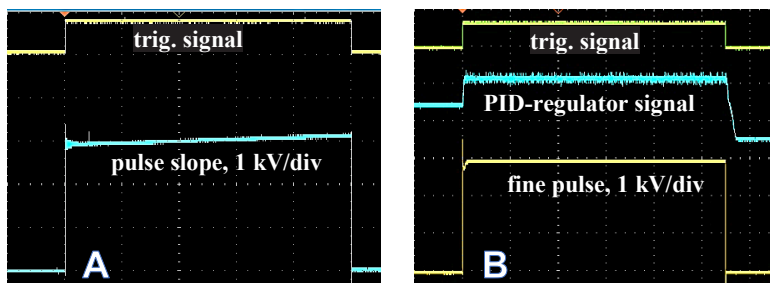 trig. signal
pulse slope, 1 kV/div
A
trig. signal
PID-regulator signal
fine pulse, 1 kV/div
B